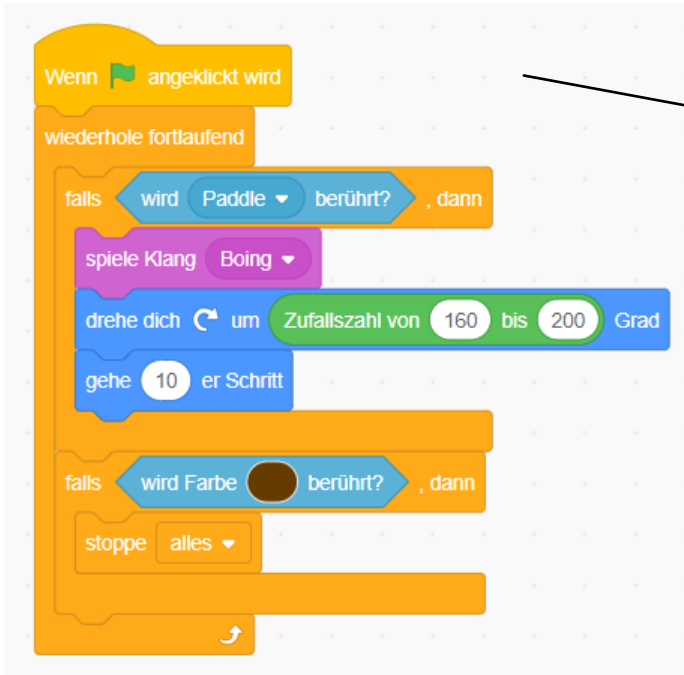 Wenn angeklickt wird
wiederhole fortlaufend
falls wird Paddle berührt? , dann
spiele Klang Boing
drehe dich um Zufallszahl von 160 bis 200 Grad
gehe 10 er Schritt
falls wird Farbe berührt? , dann
stoppe alles